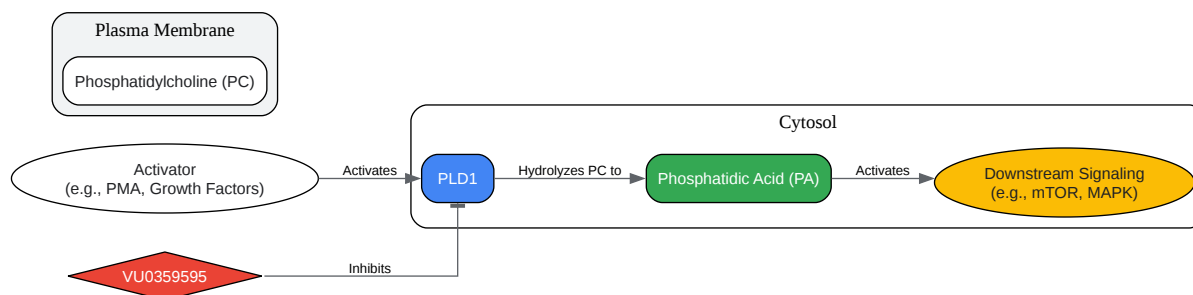 Plasma Membrane
Phosphatidylcholine (PC)
Cytosol
Activator
(e.g., PMA, Growth Factors)
Activates
PLD1
Hydrolyzes PC to
Phosphatidic Acid (PA)
Activates
Downstream Signaling
(e.g., mTOR, MAPK)
VU0359595
Inhibits